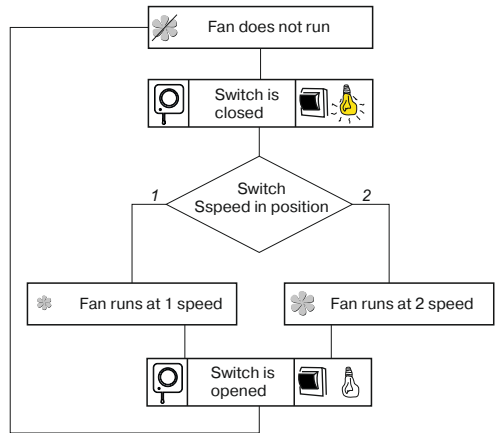 Fan does not run
Switch is
closed
Switch
Sspeed in position
1
2
Fan runs at 1 speed
Fan runs at 2 speed
Switch is
opened